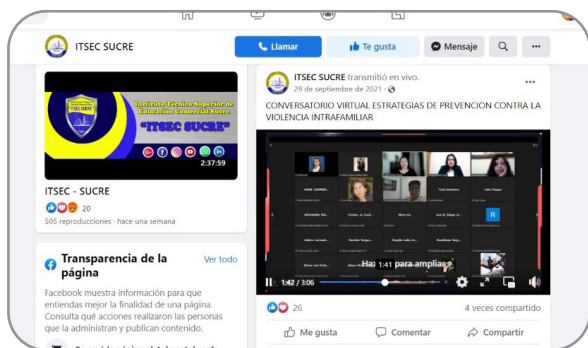 ITSEC SUCRE
Llamar
Te gusta
Mensaje
Instituto Técnico Superior de
Educación Comercial Sucre
"ITSEC SUCRE"
2:37:59
ITSEC - SUCRE
20
505 reproducciones · hace una semana
Transparencia de la
página
Ver todo
Facebook muestra información para que
entiendas mejor la finalidad de una página.
Consulta qué acciones realizaron las personas
que la administran y publican contenido.
ITSEC SUCRE transmitió en vivo.
29 de septiembre de 2021
CONVERSATORIO VIRTUAL ESTRATEGIAS DE PREVENCION CONTRA LA
VIOLENCIA INTRAFAMILIAR
R
Haz 1:41 para ampliar
1:42 / 3:06
26
4 veces compartido
Me gusta
Comentar
Compartir